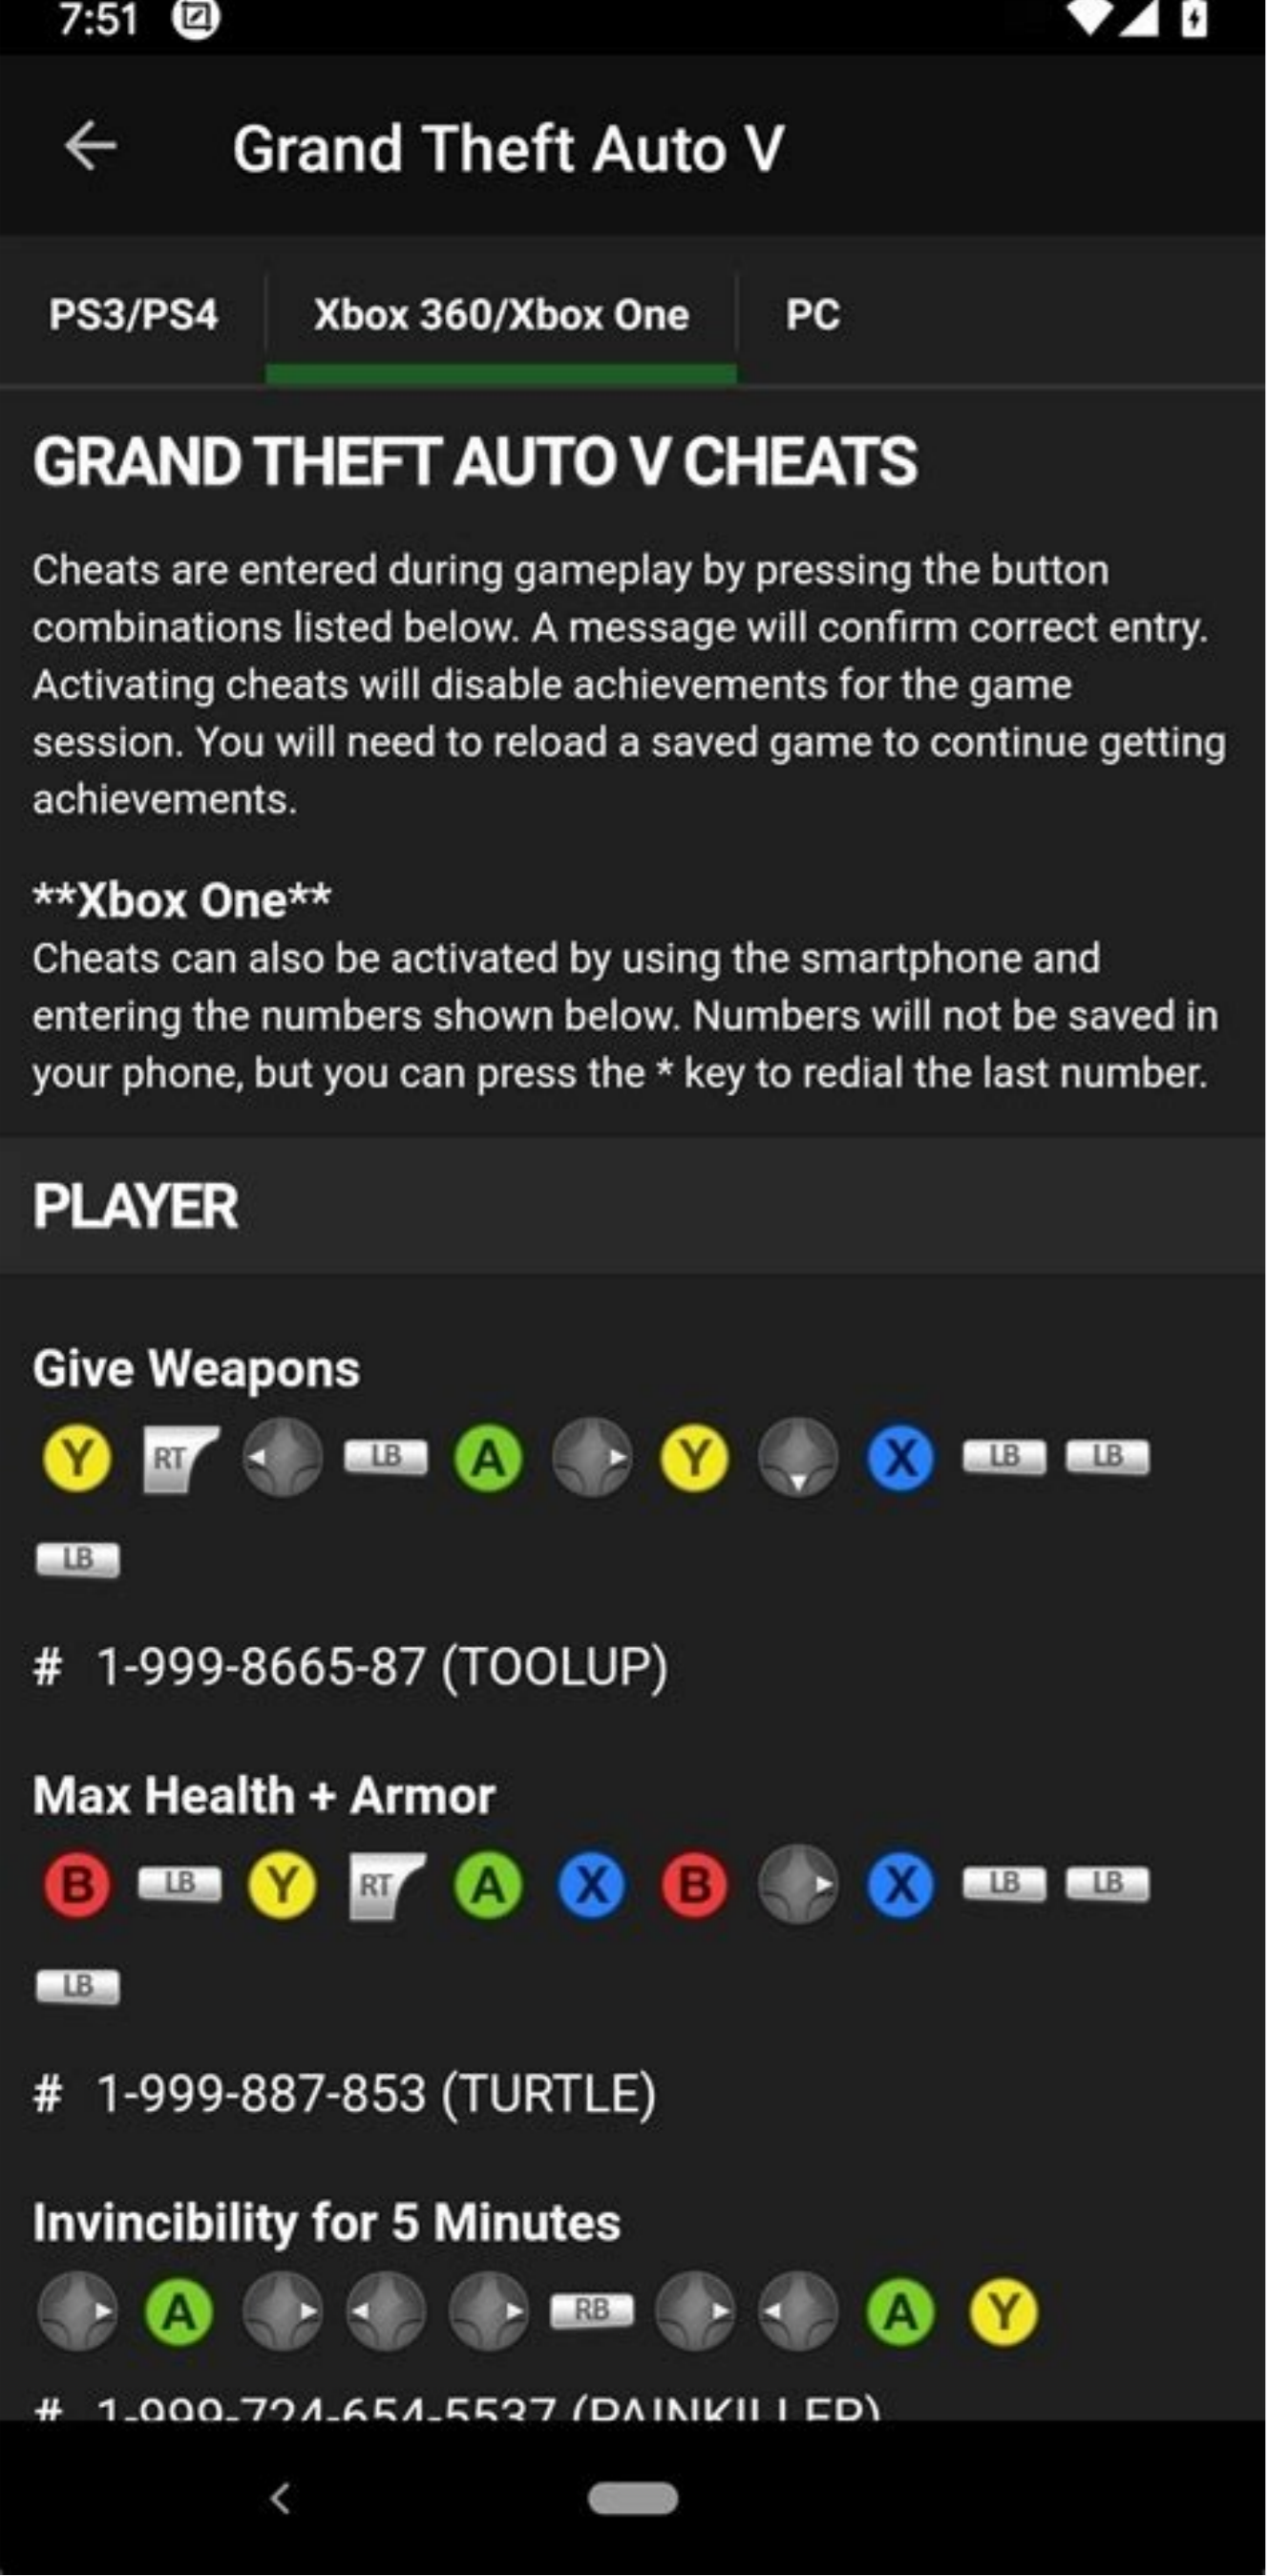 7:51
Grand Theft Auto V
PS3/PS4 Xbox 360/Xbox One PC
GRAND THEFT AUTO V CHEATS
Cheats are entered during gameplay by pressing the button
combinations listed below. A message will confirm correct entry.
Activating cheats will disable achievements for the game
session. You will need to reload a saved game to continue getting
achievements.
**Xbox One**
Cheats can also be activated by using the smartphone and
entering the numbers shown below. Numbers will not be saved in
your phone, but you can press the * key to redial the last number.
PLAYER
Give Weapons
Y RT LB A Y X LB LB
LB
# 1-999-8665-87 (TOOLUP)
Max Health + Armor
B LB Y RT A X B X LB LB
LB
# 1-999-887-853 (TURTLE)
Invincibility for 5 Minutes
A RB A Y
# 1-999-724-654-5537 (PAINKILLER)